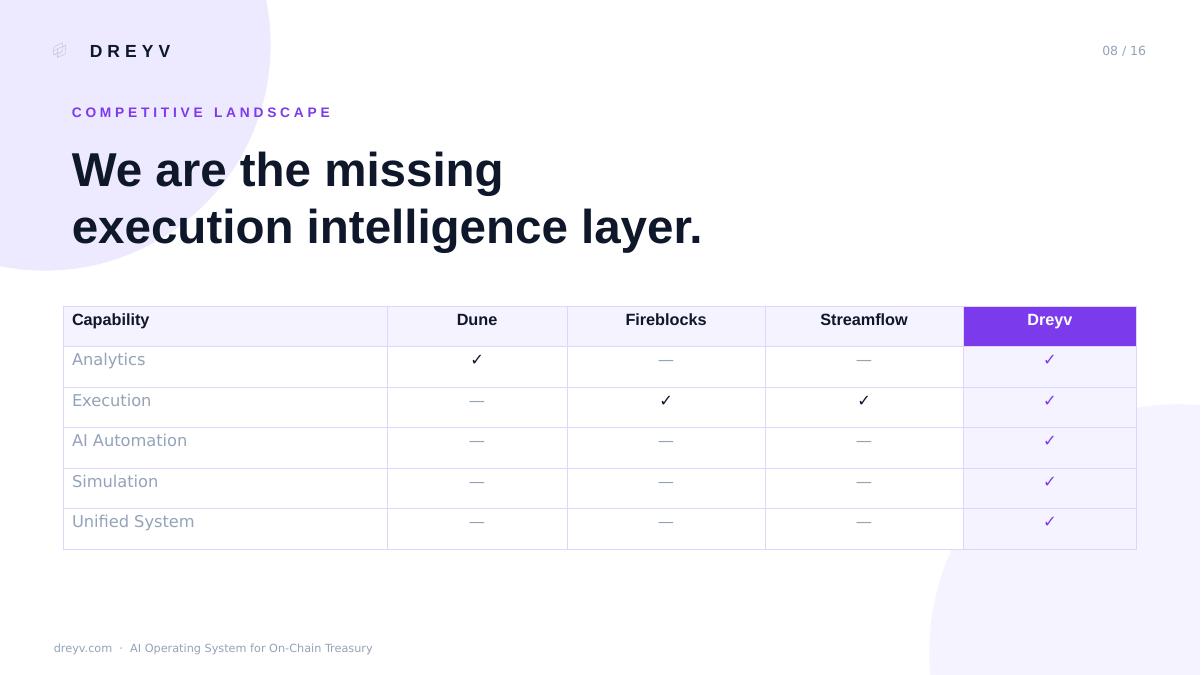 DREYV
08 / 16
COMPETITIVE LANDSCAPE
We are the missing
execution intelligence layer.
Capability Dune Fireblocks Streamflow Dreyv
Analytics ✓ — — ✓
Execution — ✓ ✓ ✓
AI Automation — — — ✓
Simulation — — — ✓
Unified System — — — ✓
dreyv.com · AI Operating System for On-Chain Treasury